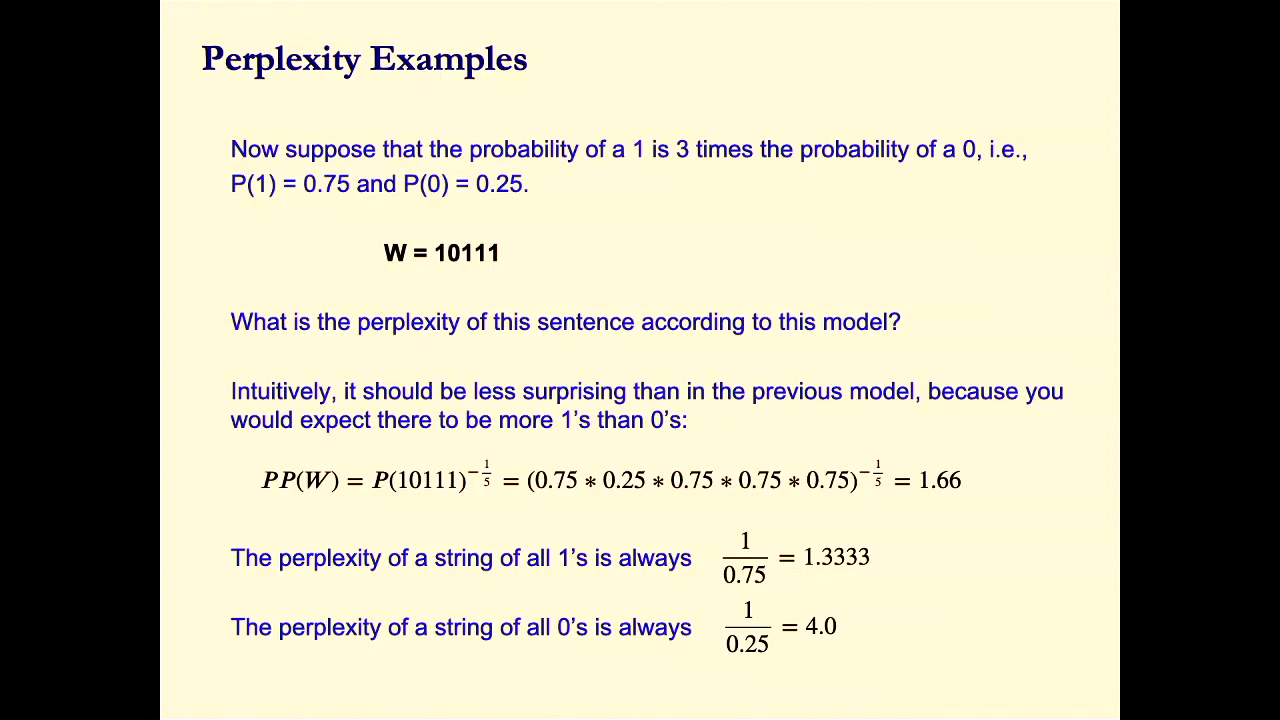 Perplexity Examples
Now suppose that the probability of a 1 is 3 times the probability of a 0, i.e.,
P(1) = 0.75 and P(0) = 0.25.
W = 10111
What is the perplexity of this sentence according to this model?
Intuitively, it should be less surprising than in the previous model, because you
would expect there to be more 1's than 0's:
PP(W) = P(10111)^{-\frac{1}{5}} = (0.75 * 0.25 * 0.75 * 0.75 * 0.75)^{-\frac{1}{5}} = 1.66
The perplexity of a string of all 1's is always \frac{1}{0.75} = 1.3333
The perplexity of a string of all 0's is always \frac{1}{0.25} = 4.0